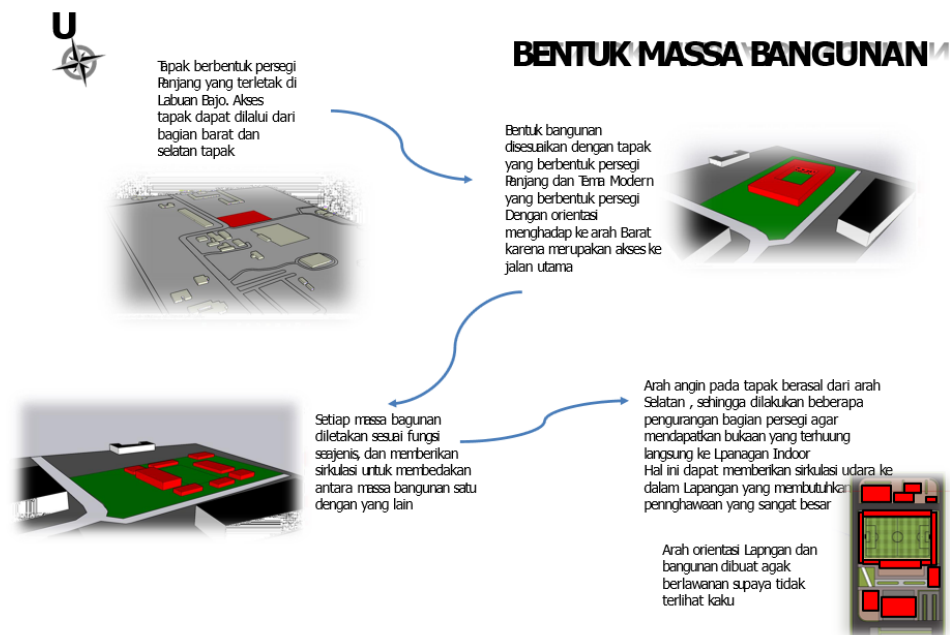 U
BENTUK MASSA BANGUNAN
Tapak berbentuk persegi
Panjang yang terletak di
Labuan Bajo. Akses
tapak dapat dilalui dari
bagian barat dan
selatan tapak
Bentuk bangunan
disesuaikan dengan tapak
yang berbentuk persegi
Panjang dan Tema Modern
yang berbentuk persegi
Dengan orientasi
menghadap ke arah Barat
karena merupakan akses ke
jalan utama
Setiap massa bagunan
diletakan sesuai fungsi
seejenis, dan memberikan
sirkulasi untuk membedakan
antara massa bangunan satu
dengan yang lain
Arah angin pada tapak berasal dari arah
Selatan , sehingga dilakukan beberapa
pengurangan bagian persegi agar
mendapatkan bukaan yang terhuung
langsung ke Lpanagan Indoor
Hal ini dapat memberikan sirkulasi udara ke
dalam Lapangan yang membutuhkan
pennghawaan yang sangat besar
Arah orientasi Lapngan dan
bangunan dibuat agak
berlawanan supaya tidak
terlihat kaku